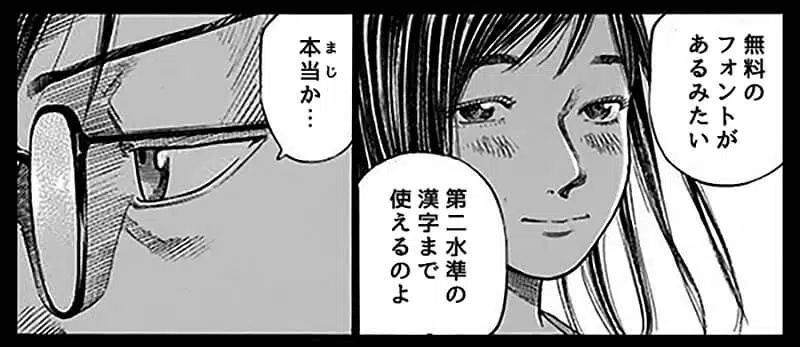 無料の
フォントが
あるみたい
第二水準の
漢字まで
使えるのよ
本当か…
まじ